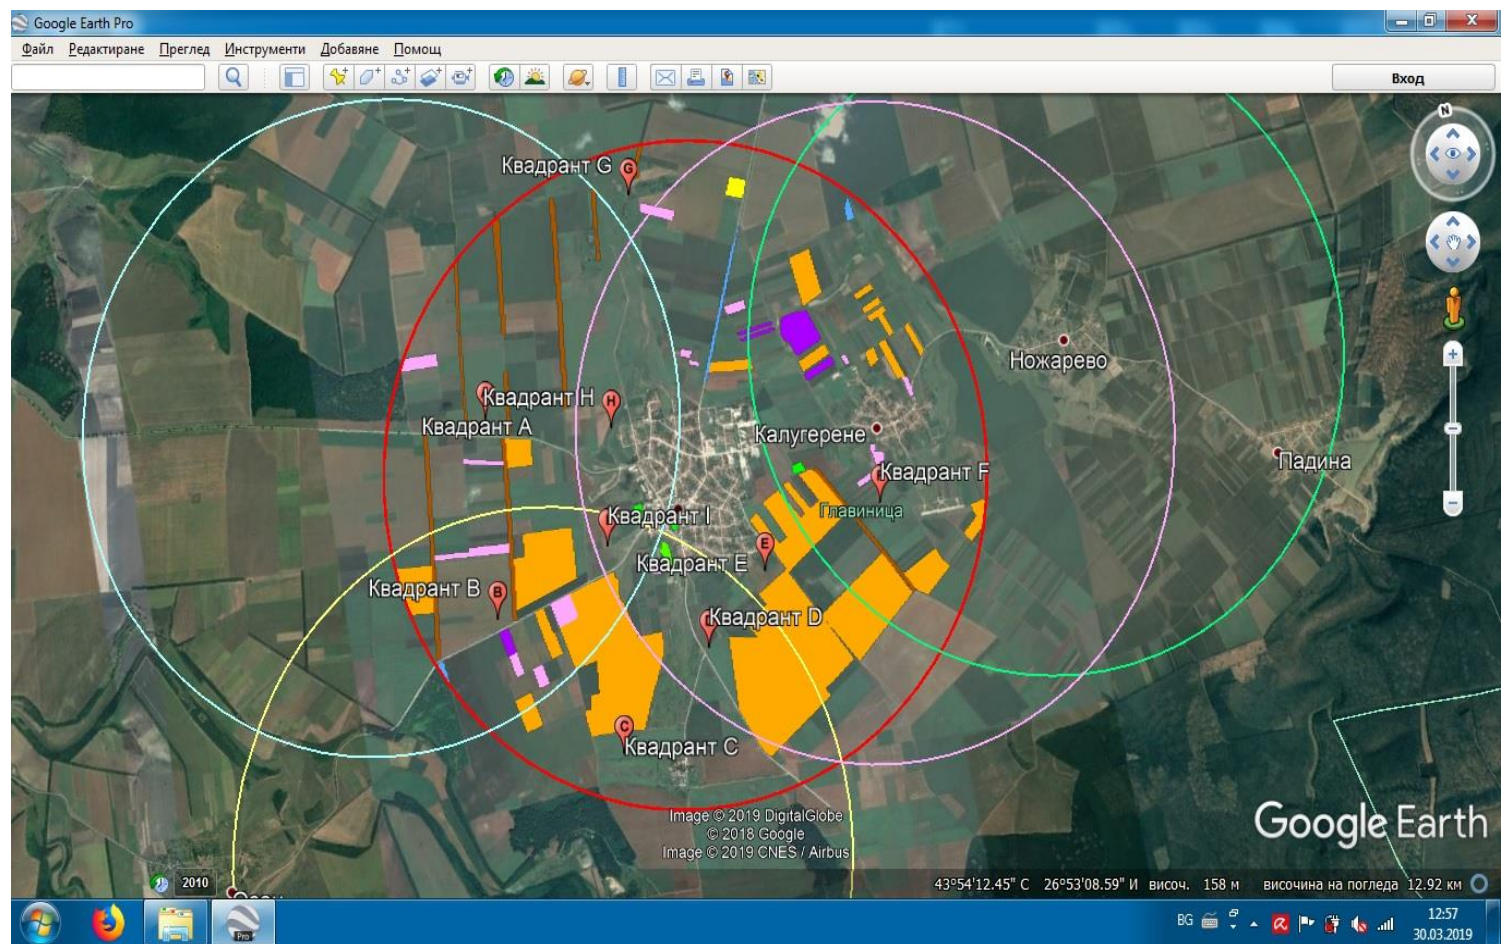 Google Earth Pro
Файл Редактиране Преглед Инструменти Добавяне Помощ
Вход
N
Квадрант G
G
Ножарево
Квадрант H
H
Квадрант A
Калугерене
Падина
Квадрант F
Главиница
Квадрант I
E
Квадрант E
Квадрант B
B
Квадрант D
C
Квадрант C
Image © 2019 DigitalGlobe
© 2018 Google
Image © 2019 CNES / Airbus
Google Earth
2010
43°54'12.45" С 26°53'08.59" И височ. 158 м височина на погледа 12.92 км
Pro
BG
12:57
30.03.2019